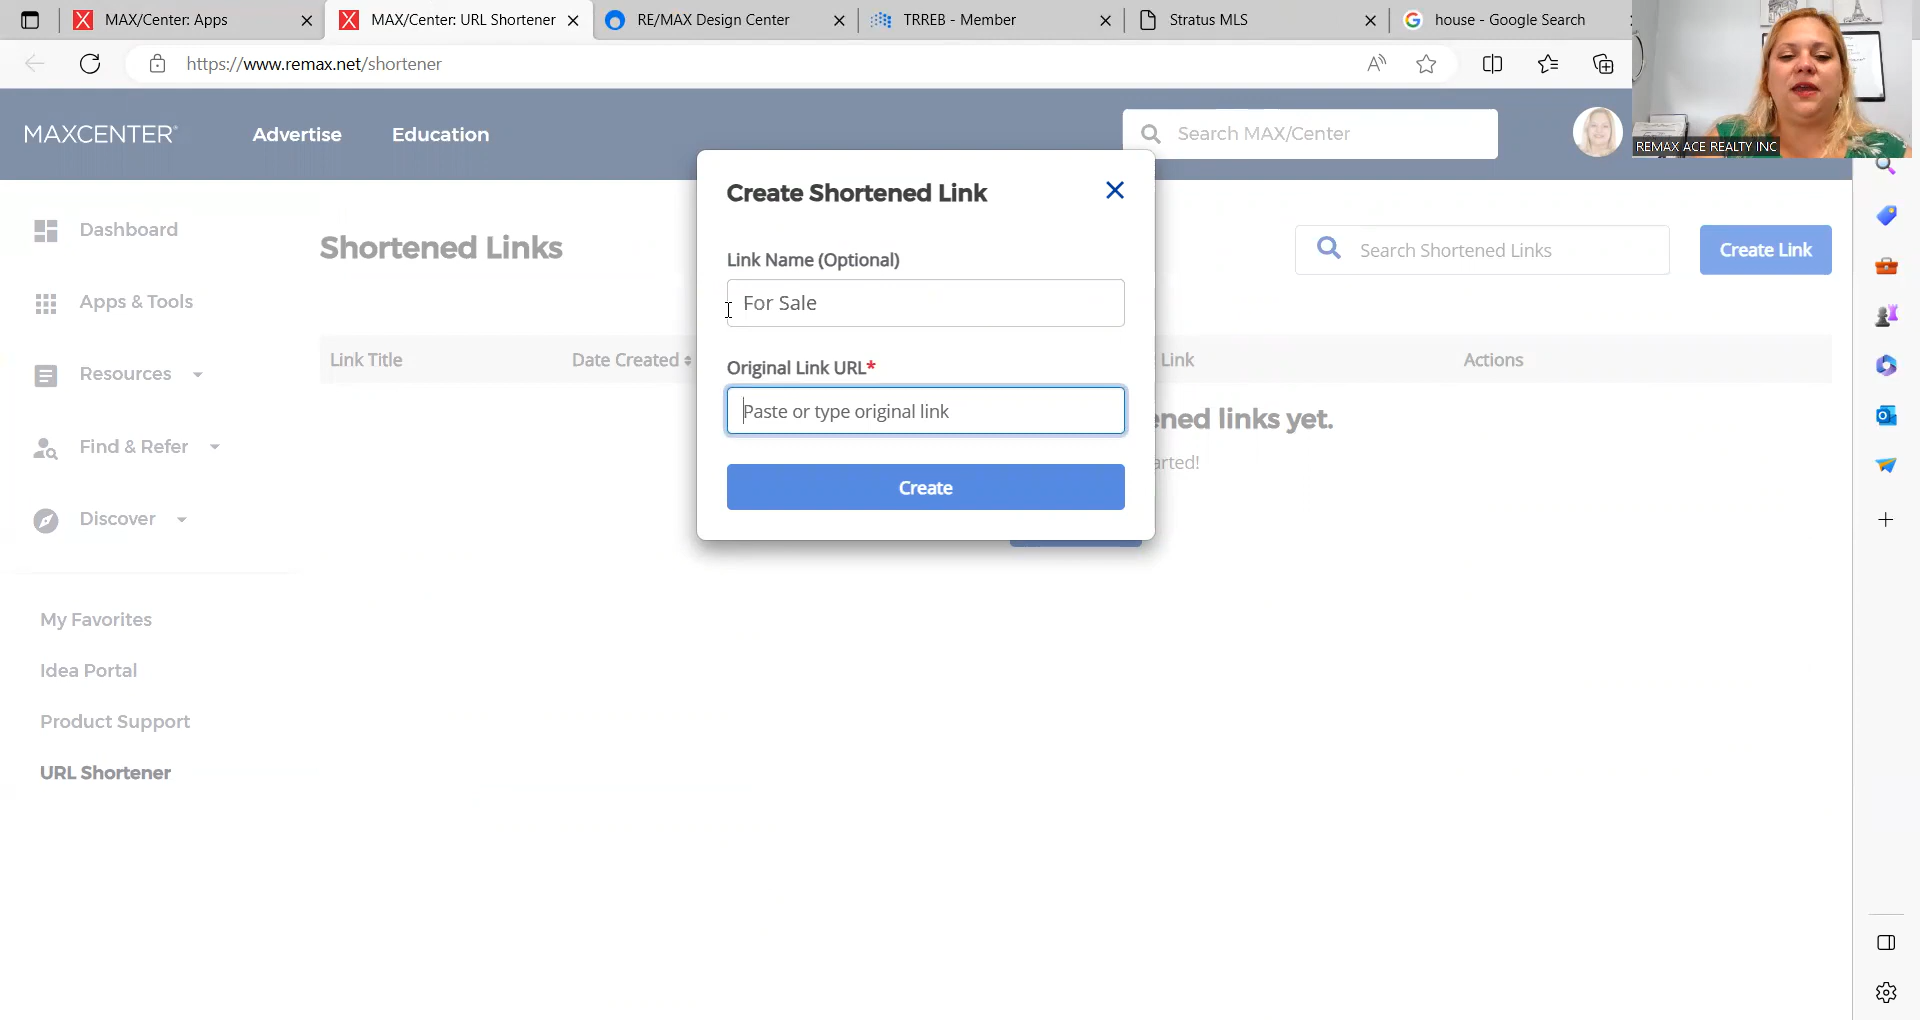 MAX/Center: Apps
MAX/Center: URL Shortener
RE/MAX Design Center
TRREB - Member
Stratus MLS
house - Google Search
https://www.remax.net/shortener
REMAX ACE REALTY INC
MAXCENTER®
Advertise
Education
Search MAX/Center
Dashboard
Apps & Tools
Resources
Find & Refer
Discover
My Favorites
Idea Portal
Product Support
URL Shortener
Shortened Links
Search Shortened Links
Create Link
Link Title
Date Created
Link
Actions
ened links yet.
arted!
Create Shortened Link
Link Name (Optional)
For Sale
Original Link URL*
Paste or type original link
Create